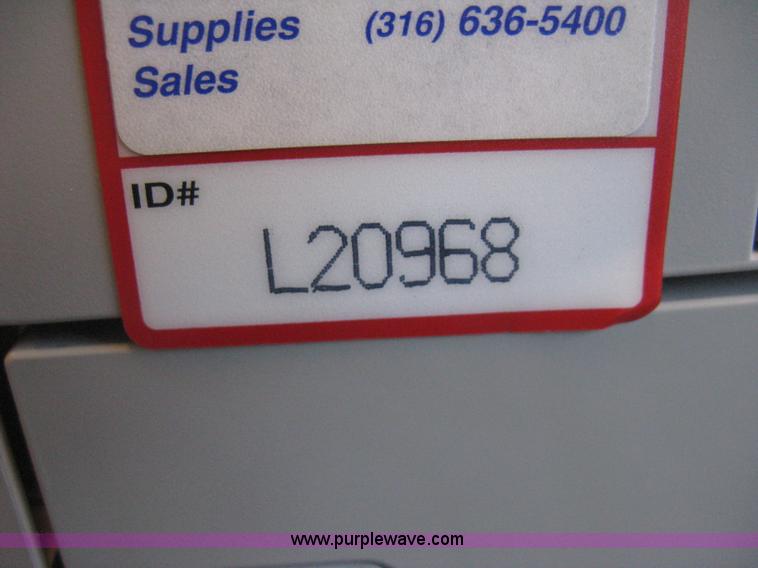 Supplies (316) 636-5400
Sales
ID#
L20968
www.purplewave.com